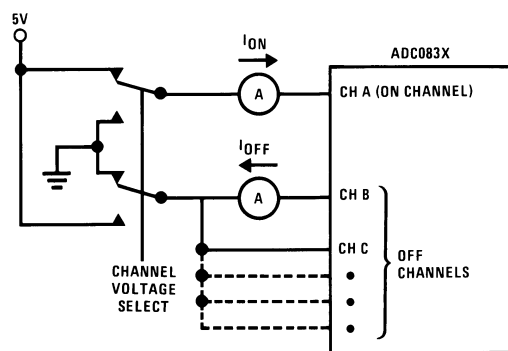 5V
ION
ADC083X
A
CH A (ON CHANNEL)
IOFF
A
CH B
CH C
OFF
CHANNELS
CHANNEL
VOLTAGE
SELECT